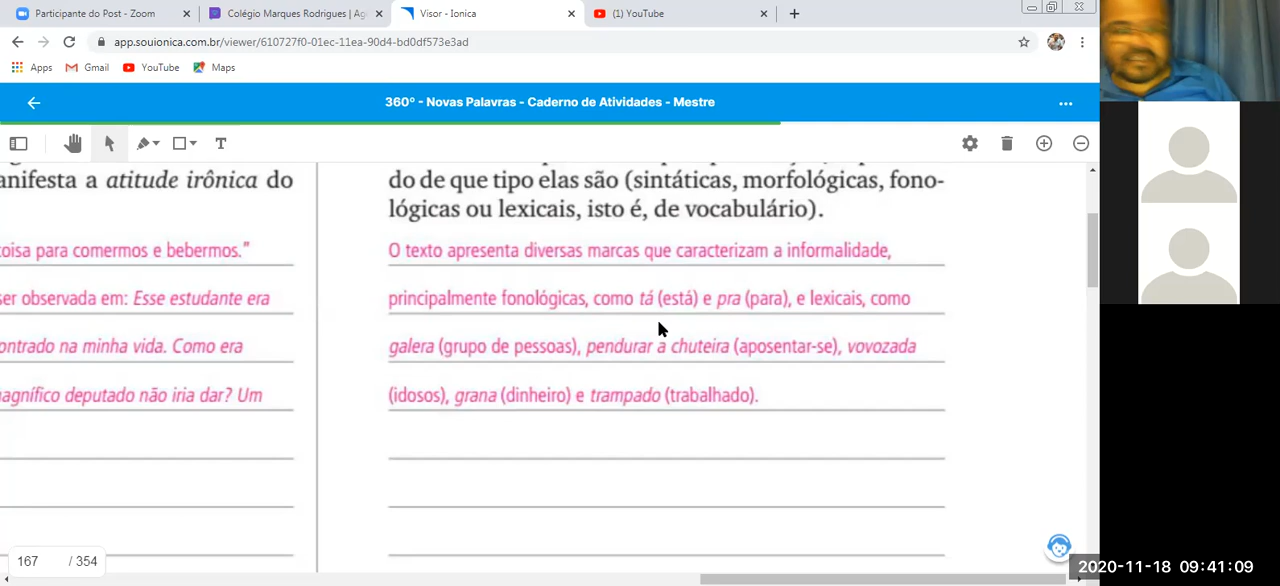 Participante do Post - Zoom
Colégio Marques Rodrigues | Ag
Visor - Ionica
(1) YouTube
app.souionica.com.br/viewer/610727f0-01ec-11ea-90d4-bd0df573e3ad
Apps
Gmail
YouTube
Maps
360º - Novas Palavras - Caderno de Atividades - Mestre
T
anifesta a atitude irônica do
coisa para comermos e bebermos."
ser observada em: Esse estudante era
ontrado na minha vida. Como era
nagnífico deputado não iria dar? Um
do de que tipo elas são (sintáticas, morfológicas, fono-
lógicas ou lexicais, isto é, de vocabulário).
O texto apresenta diversas marcas que caracterizam a informalidade,
principalmente fonológicas, como tá (está) e pra (para), e lexicais, como
galera (grupo de pessoas), pendurar a chuteira (aposentar-se), vovozada
(idosos), grana (dinheiro) e trampado (trabalhado).
167 / 354
2020-11-18 09:41:09